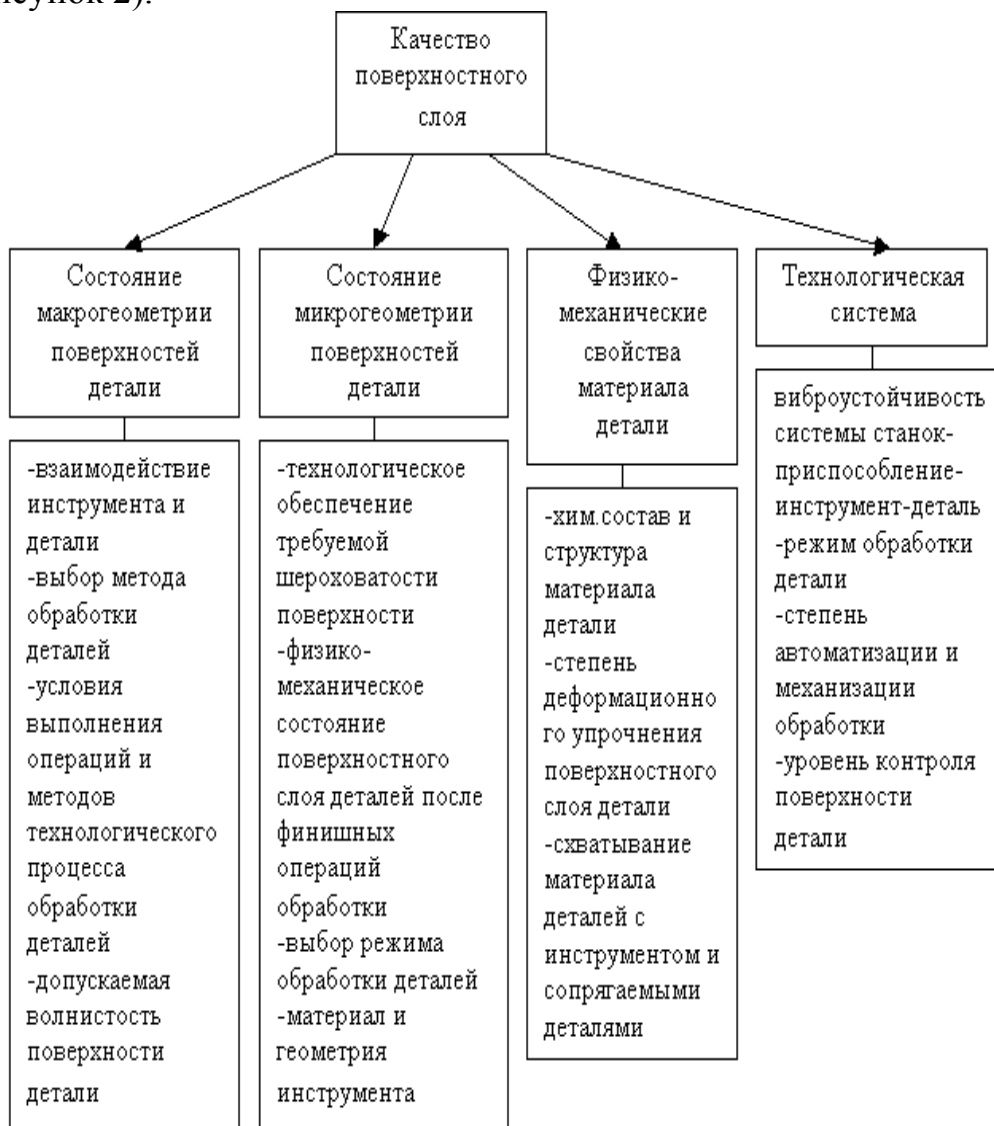 исунок 2).
Качество
поверхностного
слоя
Состояние
макрогеометрии
поверхностей
детали
Состояние
микрогеометрии
поверхностей
детали
Физико-
механические
свойства
материала
детали
Технологическая
система
-взаимодействие
инструмента и
детали
-выбор метода
обработки
деталей
-условия
выполнения
операций и
методов
технологического
процесса
обработки
деталей
-допускаемая
волнистость
поверхности
детали
-технологическое
обеспечение
требуемой
шероховатости
поверхности
-физико-
механическое
состояние
поверхностного
слоя деталей после
финишных
операций
обработки
-выбор режима
обработки деталей
-материал и
геометрия
инструмента
-хим.состав и
структура
материала
детали
-степень
деформационно
го упрочнения
поверхностного
слоя детали
-схватывание
материала
деталей с
инструментом и
сопрягаемыми
деталями
виброустойчивость
системы станок-
приспособление-
инструмент-деталь
-режим обработки
детали
-степень
автоматизации и
механизации
обработки
-уровень контроля
поверхности
детали